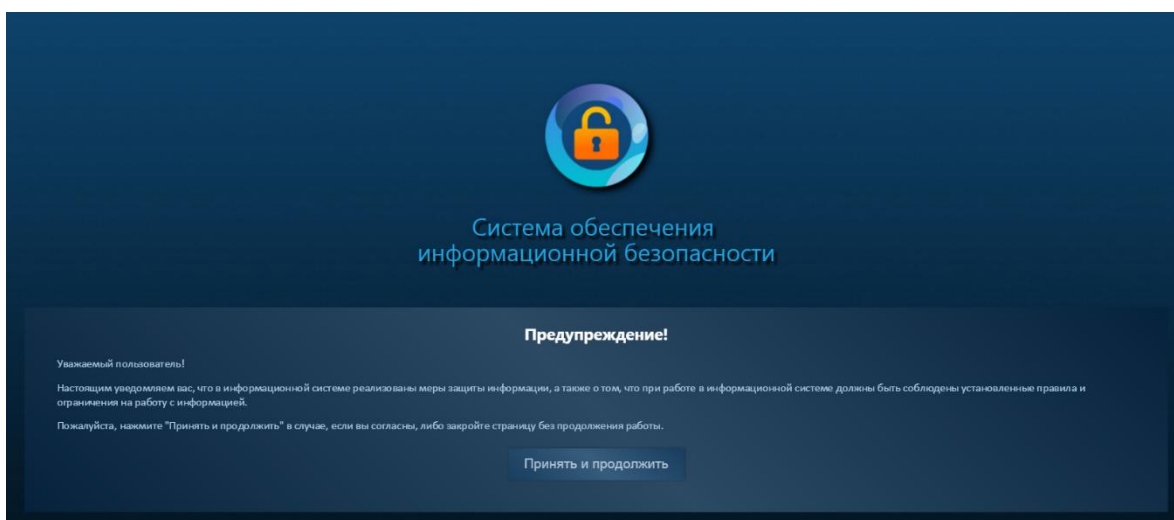 Система обеспечения
информационной безопасности
Предупреждение!
Уважаемый пользователь!
Настоящим уведомляем вас, что в информационной системе реализованы меры защиты информации, а также о том, что при работе в информационной системе должны быть соблюдены установленные правила и
ограничения на работу с информацией.
Пожалуйста, нажмите "Принять и продолжить" в случае, если вы согласны, либо закройте страницу без продолжения работы.
Принять и продолжить